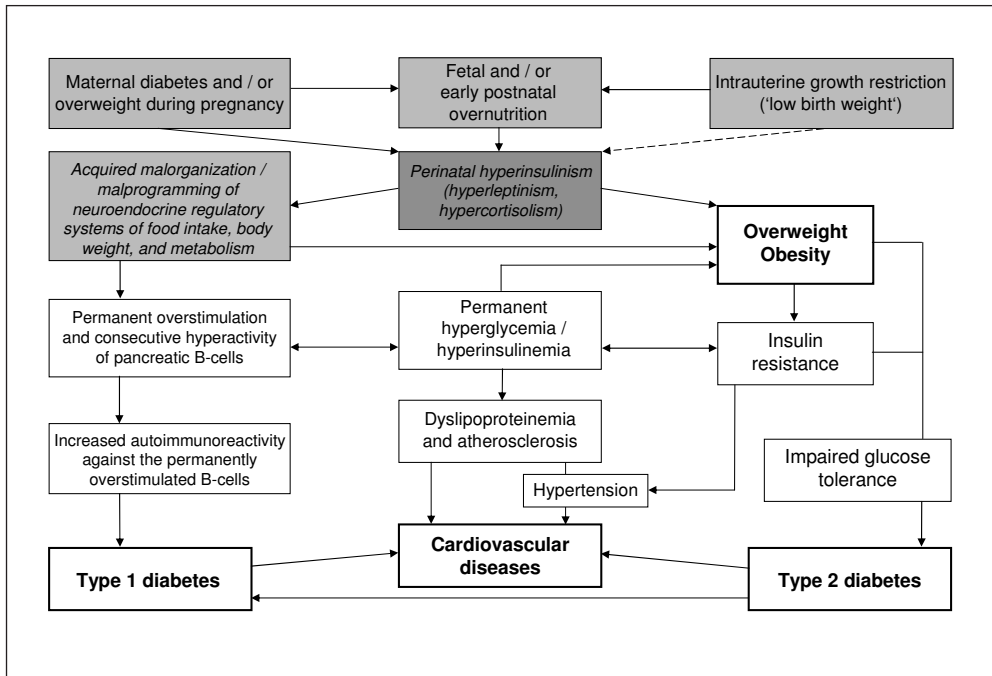 Maternal diabetes and / or
overweight during pregnancy
Fetal and / or
early postnatal
overnutrition
Intrauterine growth restriction
(‘low birth weight‘)
Acquired malorganization /
malprogramming of
neuroendocrine regulatory
systems of food intake, body
weight, and metabolism
Perinatal hyperinsulinism
(hyperleptinism,
hypercortisolism)
Overweight
Obesity
Permanent overstimulation
and consecutive hyperactivity
of pancreatic B-cells
Permanent
hyperglycemia /
hyperinsulinemia
Insulin
resistance
Increased autoimmunoreactivity
against the permanently
overstimulated B-cells
Dyslipoproteinemia
and atherosclerosis
Hypertension
Impaired glucose
tolerance
Type 1 diabetes
Cardiovascular
diseases
Type 2 diabetes